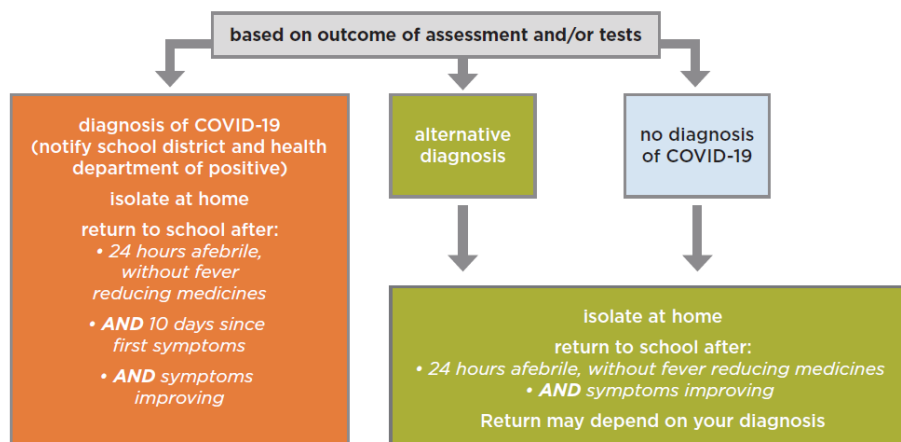 based on outcome of assessment and/or tests
diagnosis of COVID-19
(notify school district and health
department of positive)
isolate at home
return to school after:
• 24 hours afebrile,
without fever
reducing medicines
• AND 10 days since
first symptoms
• AND symptoms
improving
alternative
diagnosis
no diagnosis
of COVID-19
isolate at home
return to school after:
• 24 hours afebrile, without fever reducing medicines
• AND symptoms improving
Return may depend on your diagnosis